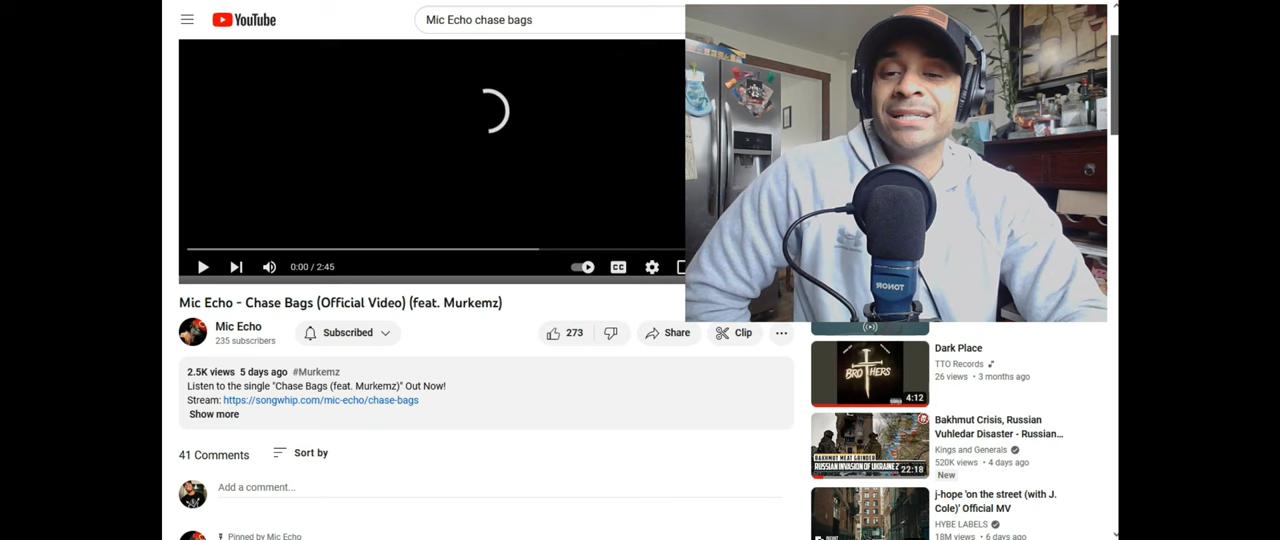 YouTube
Mic Echo chase bags
0:00 / 2:45
CC
Mic Echo - Chase Bags (Official Video) (feat. Murkemz)
Mic Echo
235 subscribers
Subscribed
273
Share
Clip
2.5K views 5 days ago #Murkemz
Listen to the single "Chase Bags (feat. Murkemz)" Out Now!
Stream: https://songwhip.com/mic-echo/chase-bags
Show more
41 Comments
Sort by
Add a comment...
Pinned by Mic Echo
TONOR
BROTHERS
4:12
Dark Place
TTO Records
26 views • 3 months ago
BAKHMUT MEAT GRINDER
RUSSIAN INVASION OF UKRAINE
22:18
Bakhmut Crisis, Russian
Vuhledar Disaster - Russian...
Kings and Generals
520K views • 4 days ago
New
j-hope 'on the street (with J.
Cole)' Official MV
HYBE LABELS
18M views • 6 days ago